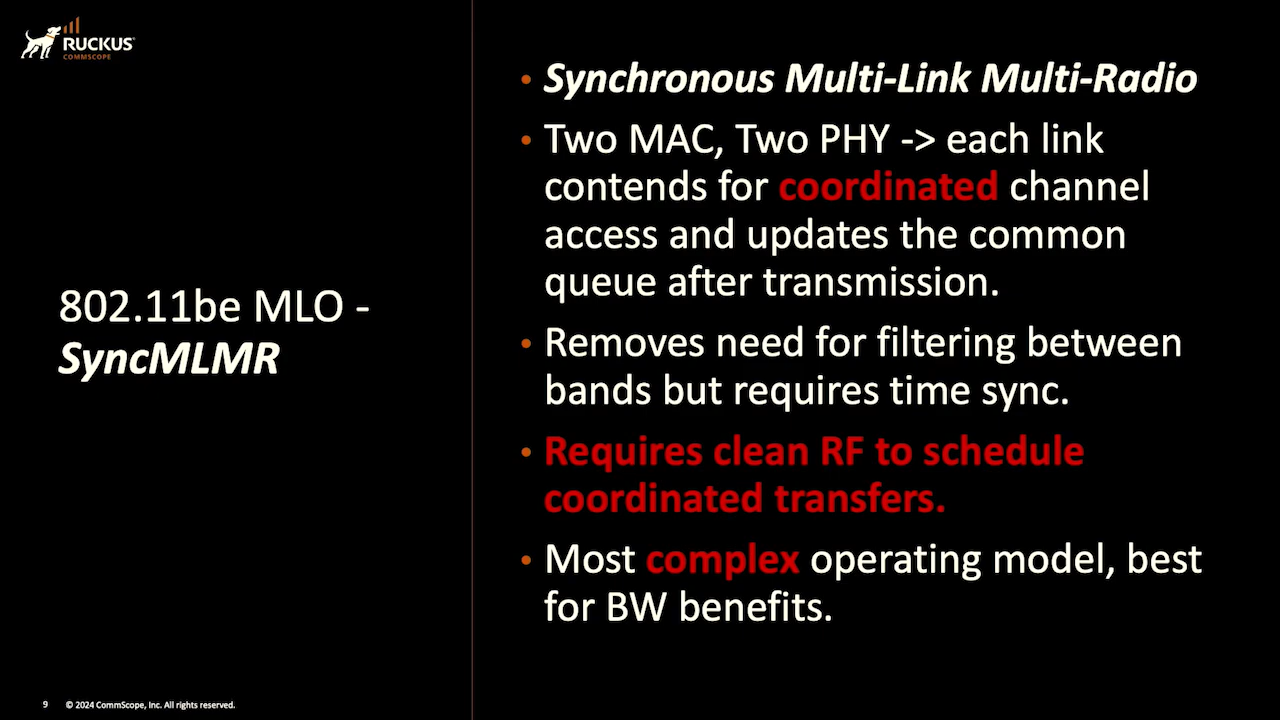 RUCKUS
COMMSCOPE
802.11be MLO -
SyncMLMR
• Synchronous Multi-Link Multi-Radio
• Two MAC, Two PHY -> each link
contends for coordinated channel
access and updates the common
queue after transmission.
• Removes need for filtering between
bands but requires time sync.
• Requires clean RF to schedule
coordinated transfers.
• Most complex operating model, best
for BW benefits.
9 © 2024 CommScope, Inc. All rights reserved.